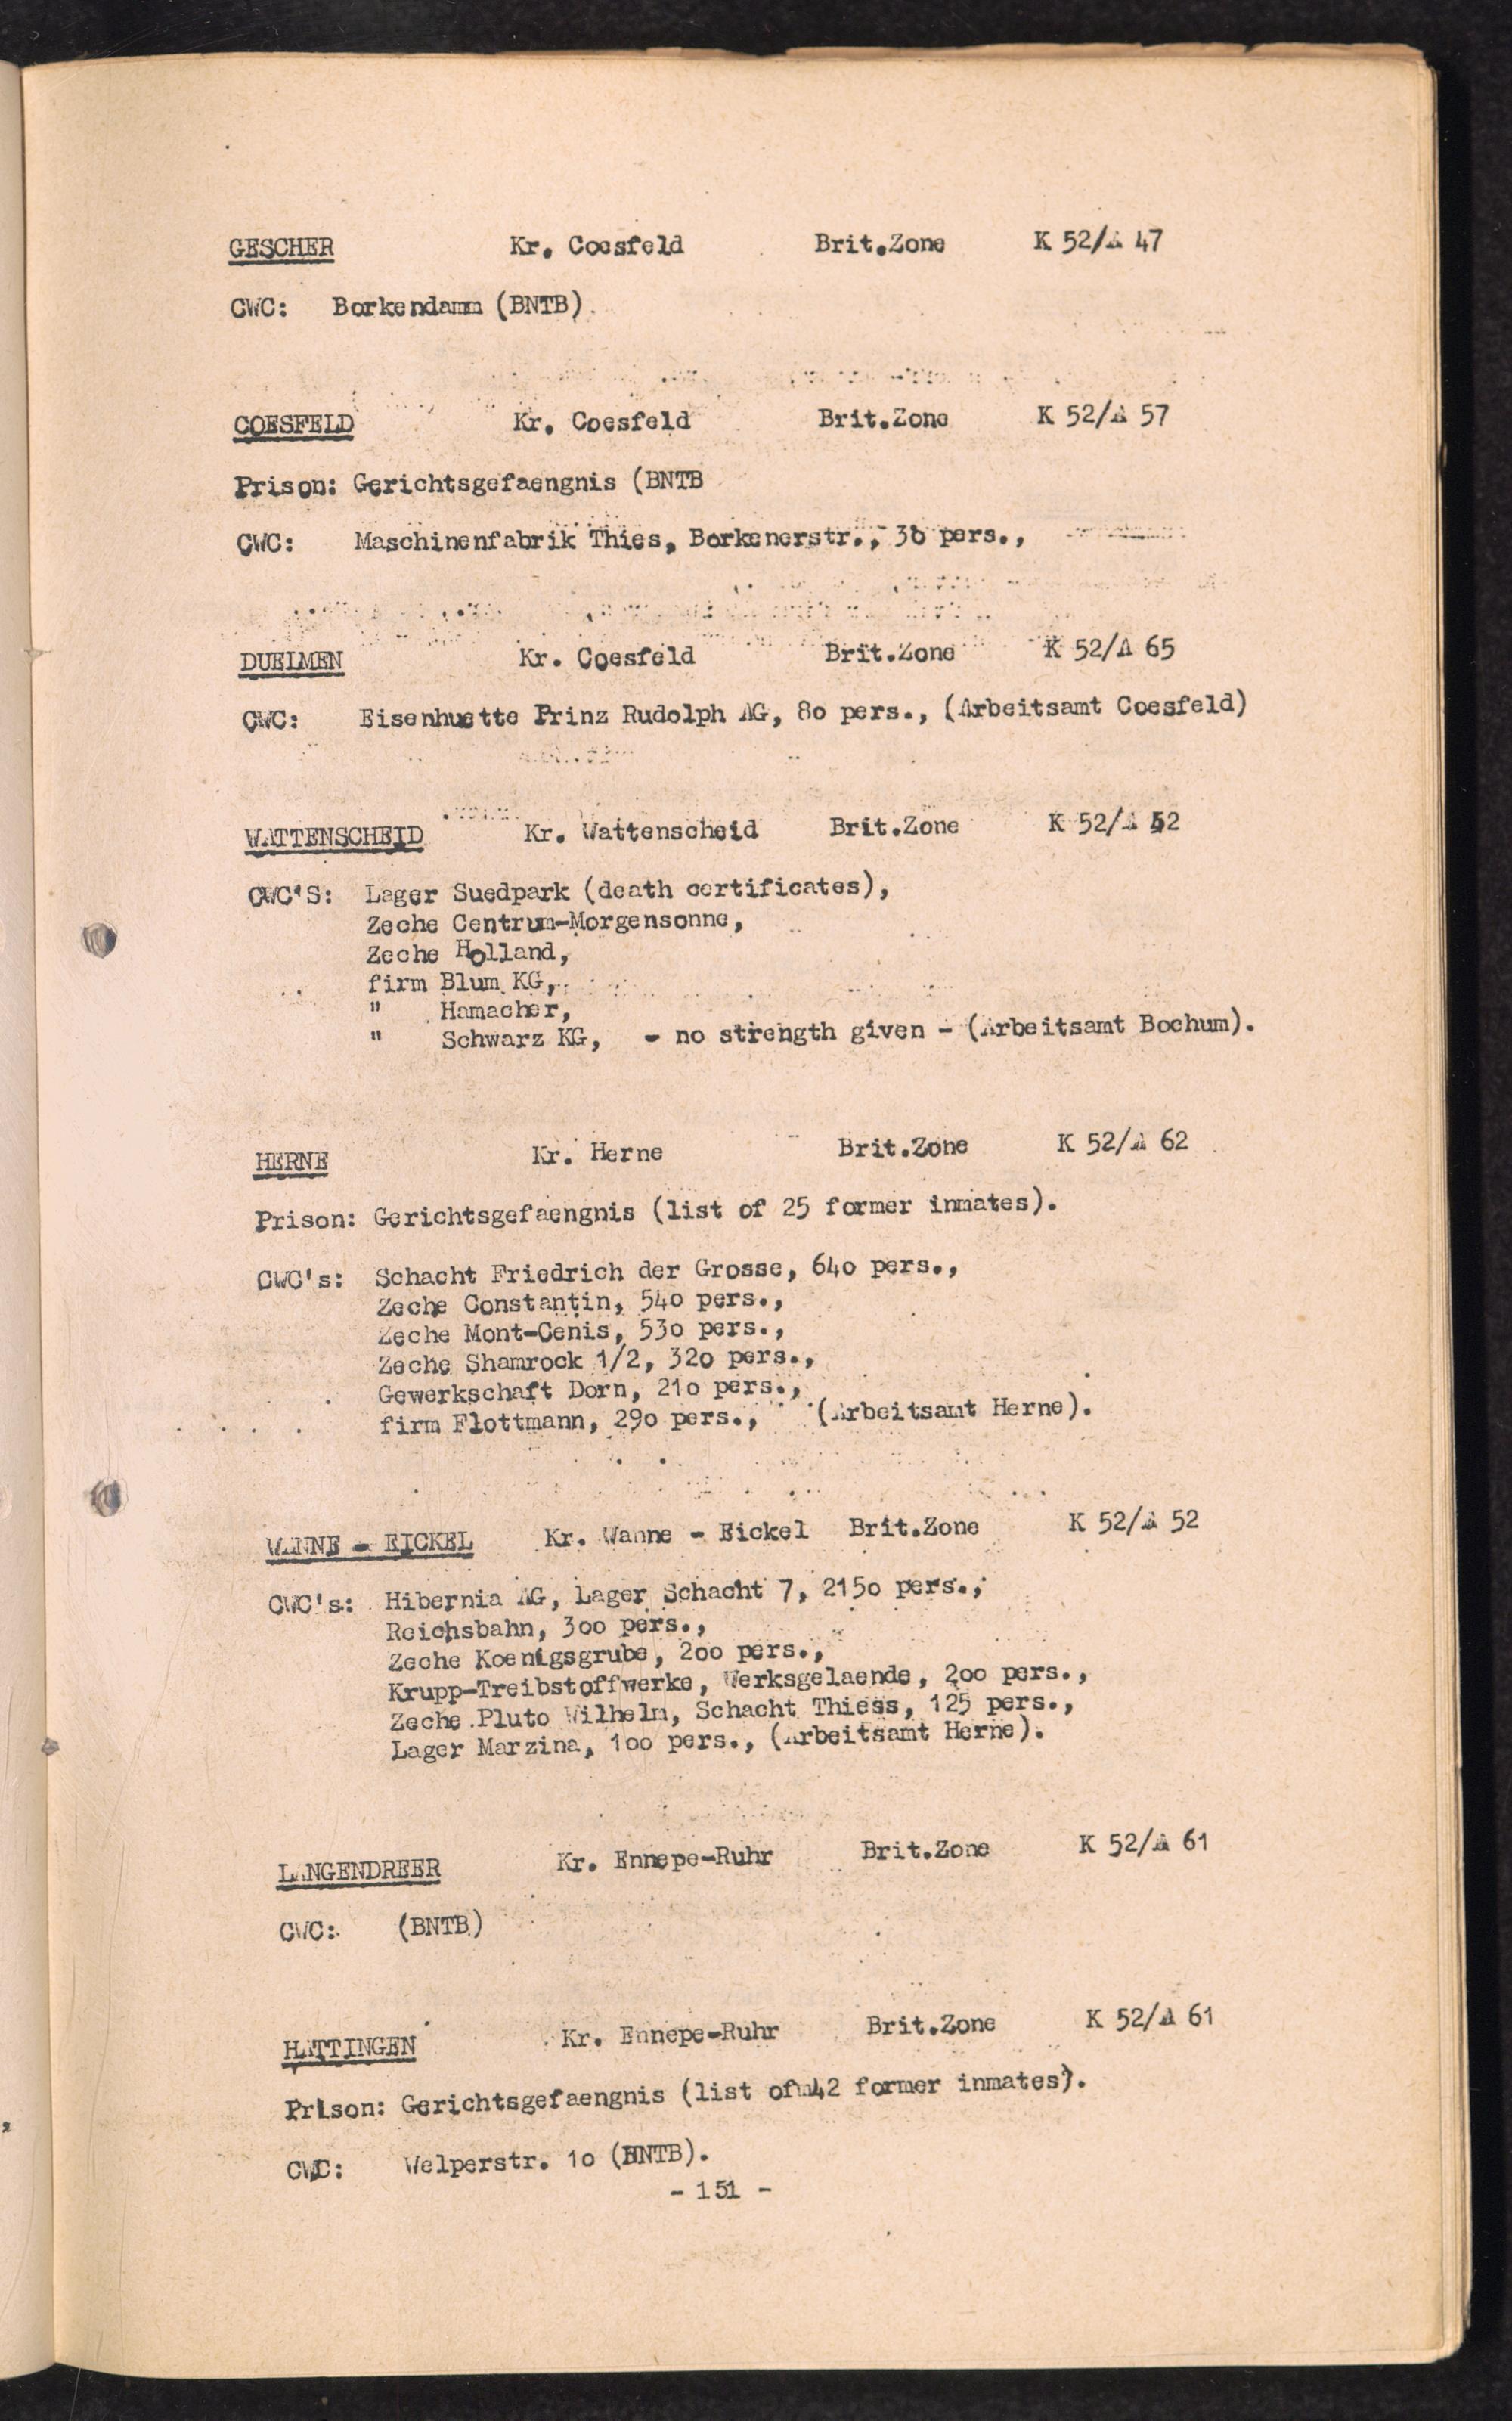 GESCHER Kr. Coesfeld Brit.Zone K 52/A 47
CWC: Borkendamm (BNTB).
COESFELD Kr. Coesfeld Brit.Zone K 52/A 57
Prison: Gerichtsgefaengnis (BNTB
CWC: Maschinenfabrik Thies, Borkenerstr., 38 pers.,
DUELMEN Kr. Coesfeld Brit.Zone K 52/A 65
CWC: Eisenhuette Prinz Rudolph AG, 80 pers., (Arbeitsamt Coesfeld)
WATTENSCHEID Kr. Wattenscheid Brit.Zone K 52/A 52
CWC'S: Lager Suedpark (death certificates),
Zeche Centrum-Morgensonne,
Zeche Holland,
firm Blum KG,
" Hamacher,
" Schwarz KG, - no strength given - (Arbeitsamt Bochum).
HERNE Kr. Herne Brit.Zone K 52/A 62
Prison: Gerichtsgefaengnis (list of 25 former inmates).
CWC's: Schacht Friedrich der Grosse, 640 pers.,
Zeche Constantin, 540 pers.,
Zeche Mont-Cenis, 530 pers.,
Zeche Shamrock 1/2, 320 pers.,
Gewerkschaft Dorn, 210 pers.,
firm Flottmann, 290 pers., (Arbeitsamt Herne).
WANNE - EICKEL Kr. Wanne - Eickel Brit.Zone K 52/A 52
CWC's: Hibernia AG, Lager Schacht 7, 2150 pers.,
Reichsbahn, 300 pers.,
Zeche Koenigsgrube, 200 pers.,
Krupp-Treibstoffwerke, Werksgelaende, 200 pers.,
Zeche Pluto Wilhelm, Schacht Thiess, 125 pers.,
Lager Marzina, 100 pers., (Arbeitsamt Herne).
LANGENDREER Kr. Ennepe-Ruhr Brit.Zone K 52/A 61
CWC: (BNTB)
HATTINGEN Kr. Ennepe-Ruhr Brit.Zone K 52/A 61
Prison: Gerichtsgefaengnis (list of 42 former inmates).
CWC: Welperstr. 10 (BNTB).
- 151 -